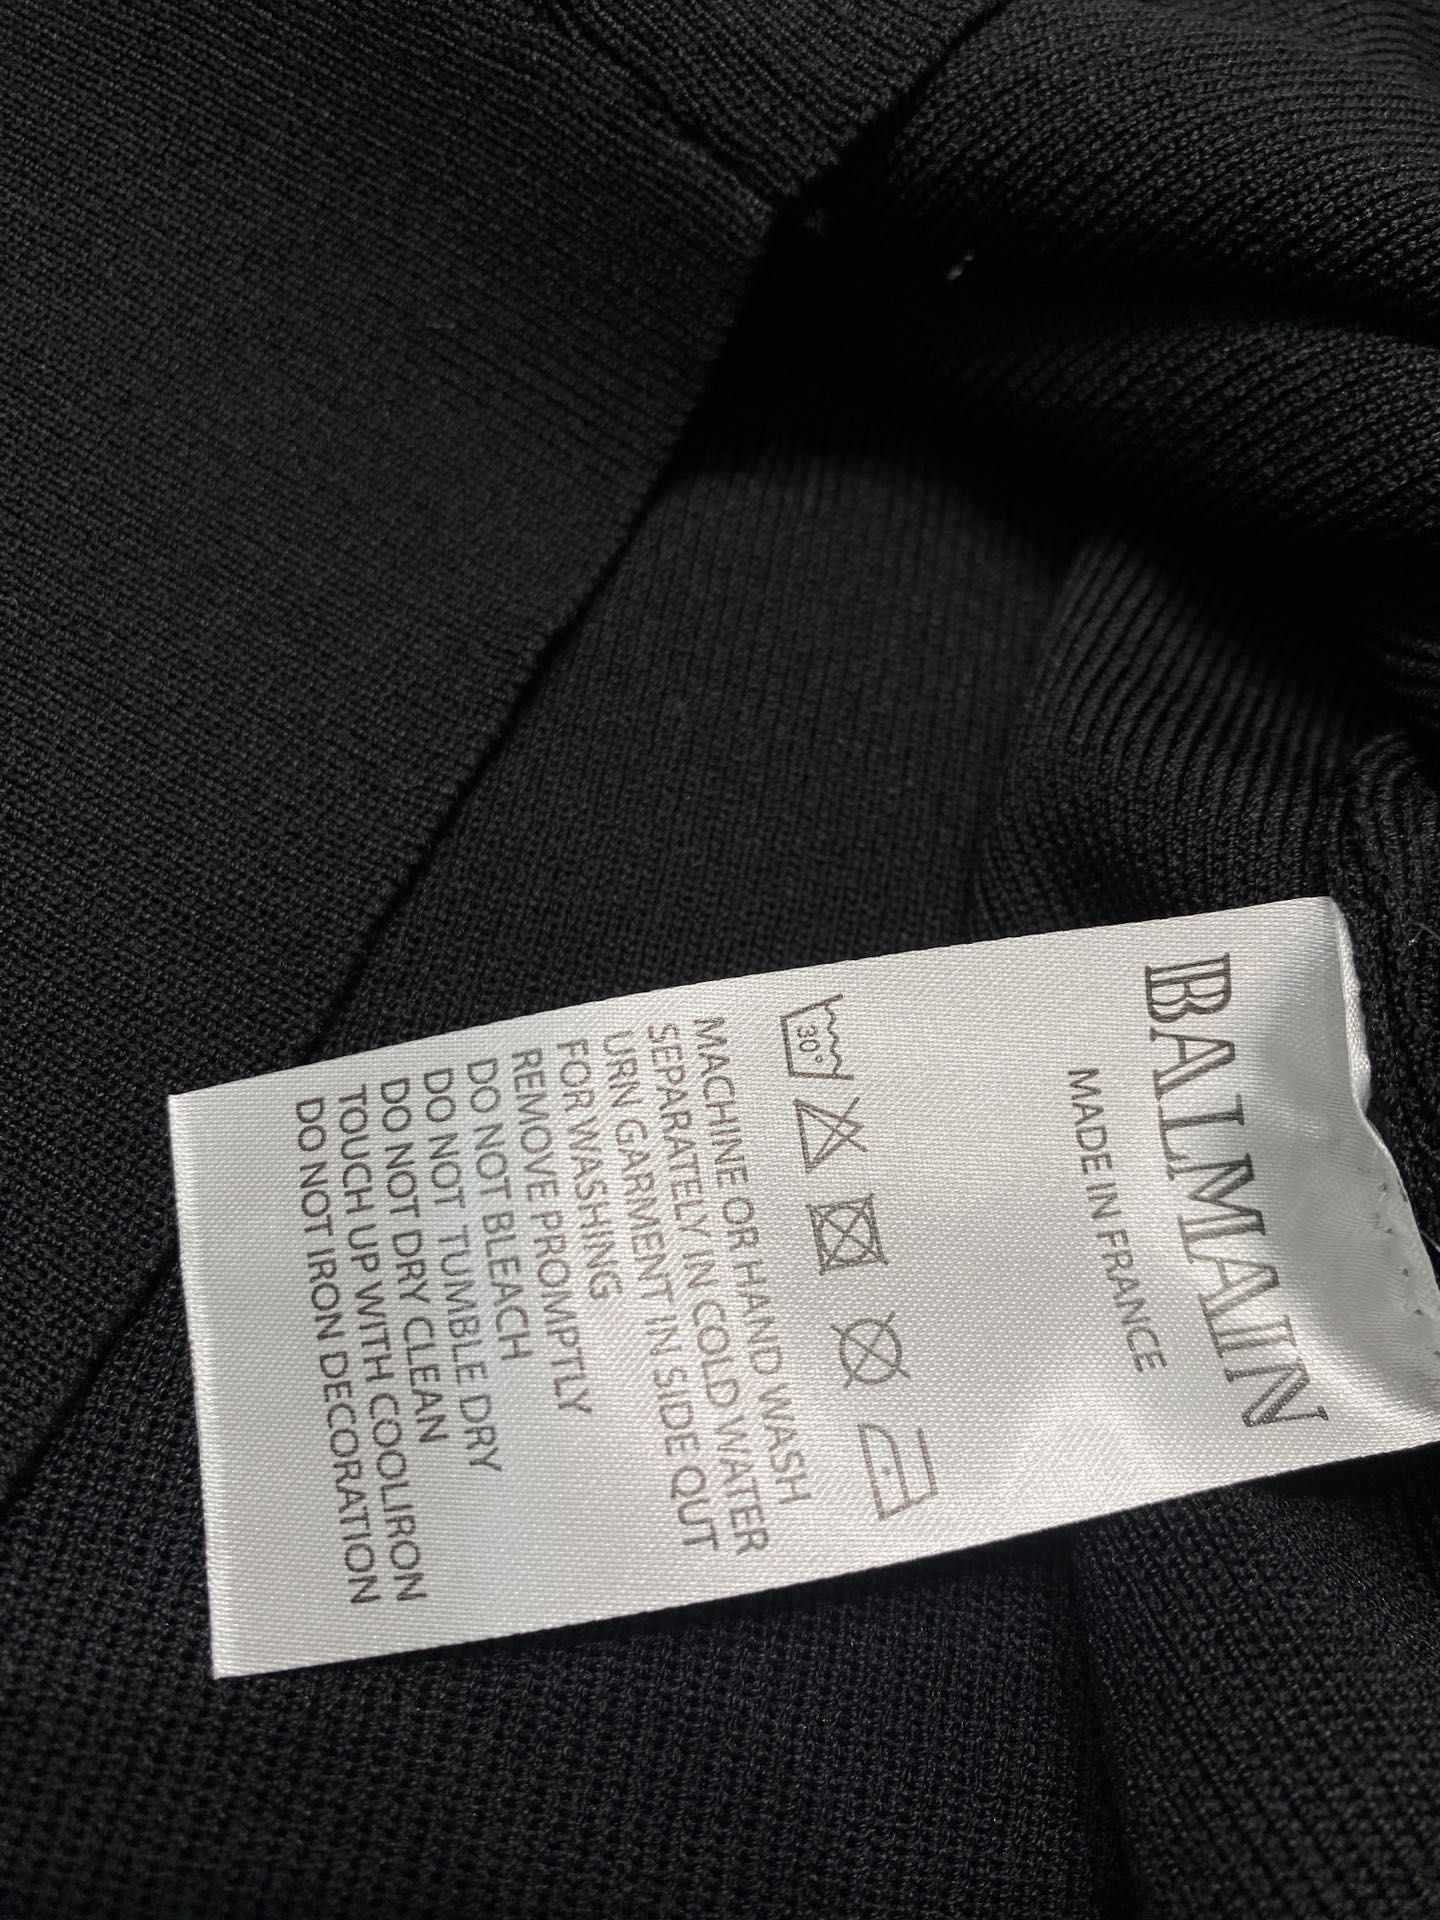 BALMAIN
MADE IN FRANCE
30°
MACHINE OR HAND WASH
SEPARATELY IN COLD WATER
URN GARMENT IN SIDE QUT
FOR WASHING
REMOVE PROMPTLY
DO NOT BLEACH
DO NOT TUMBLE DRY
DO NOT DRY CLEAN
TOUCH UP WITH COOLIRON
DO NOT IRON DECORATION